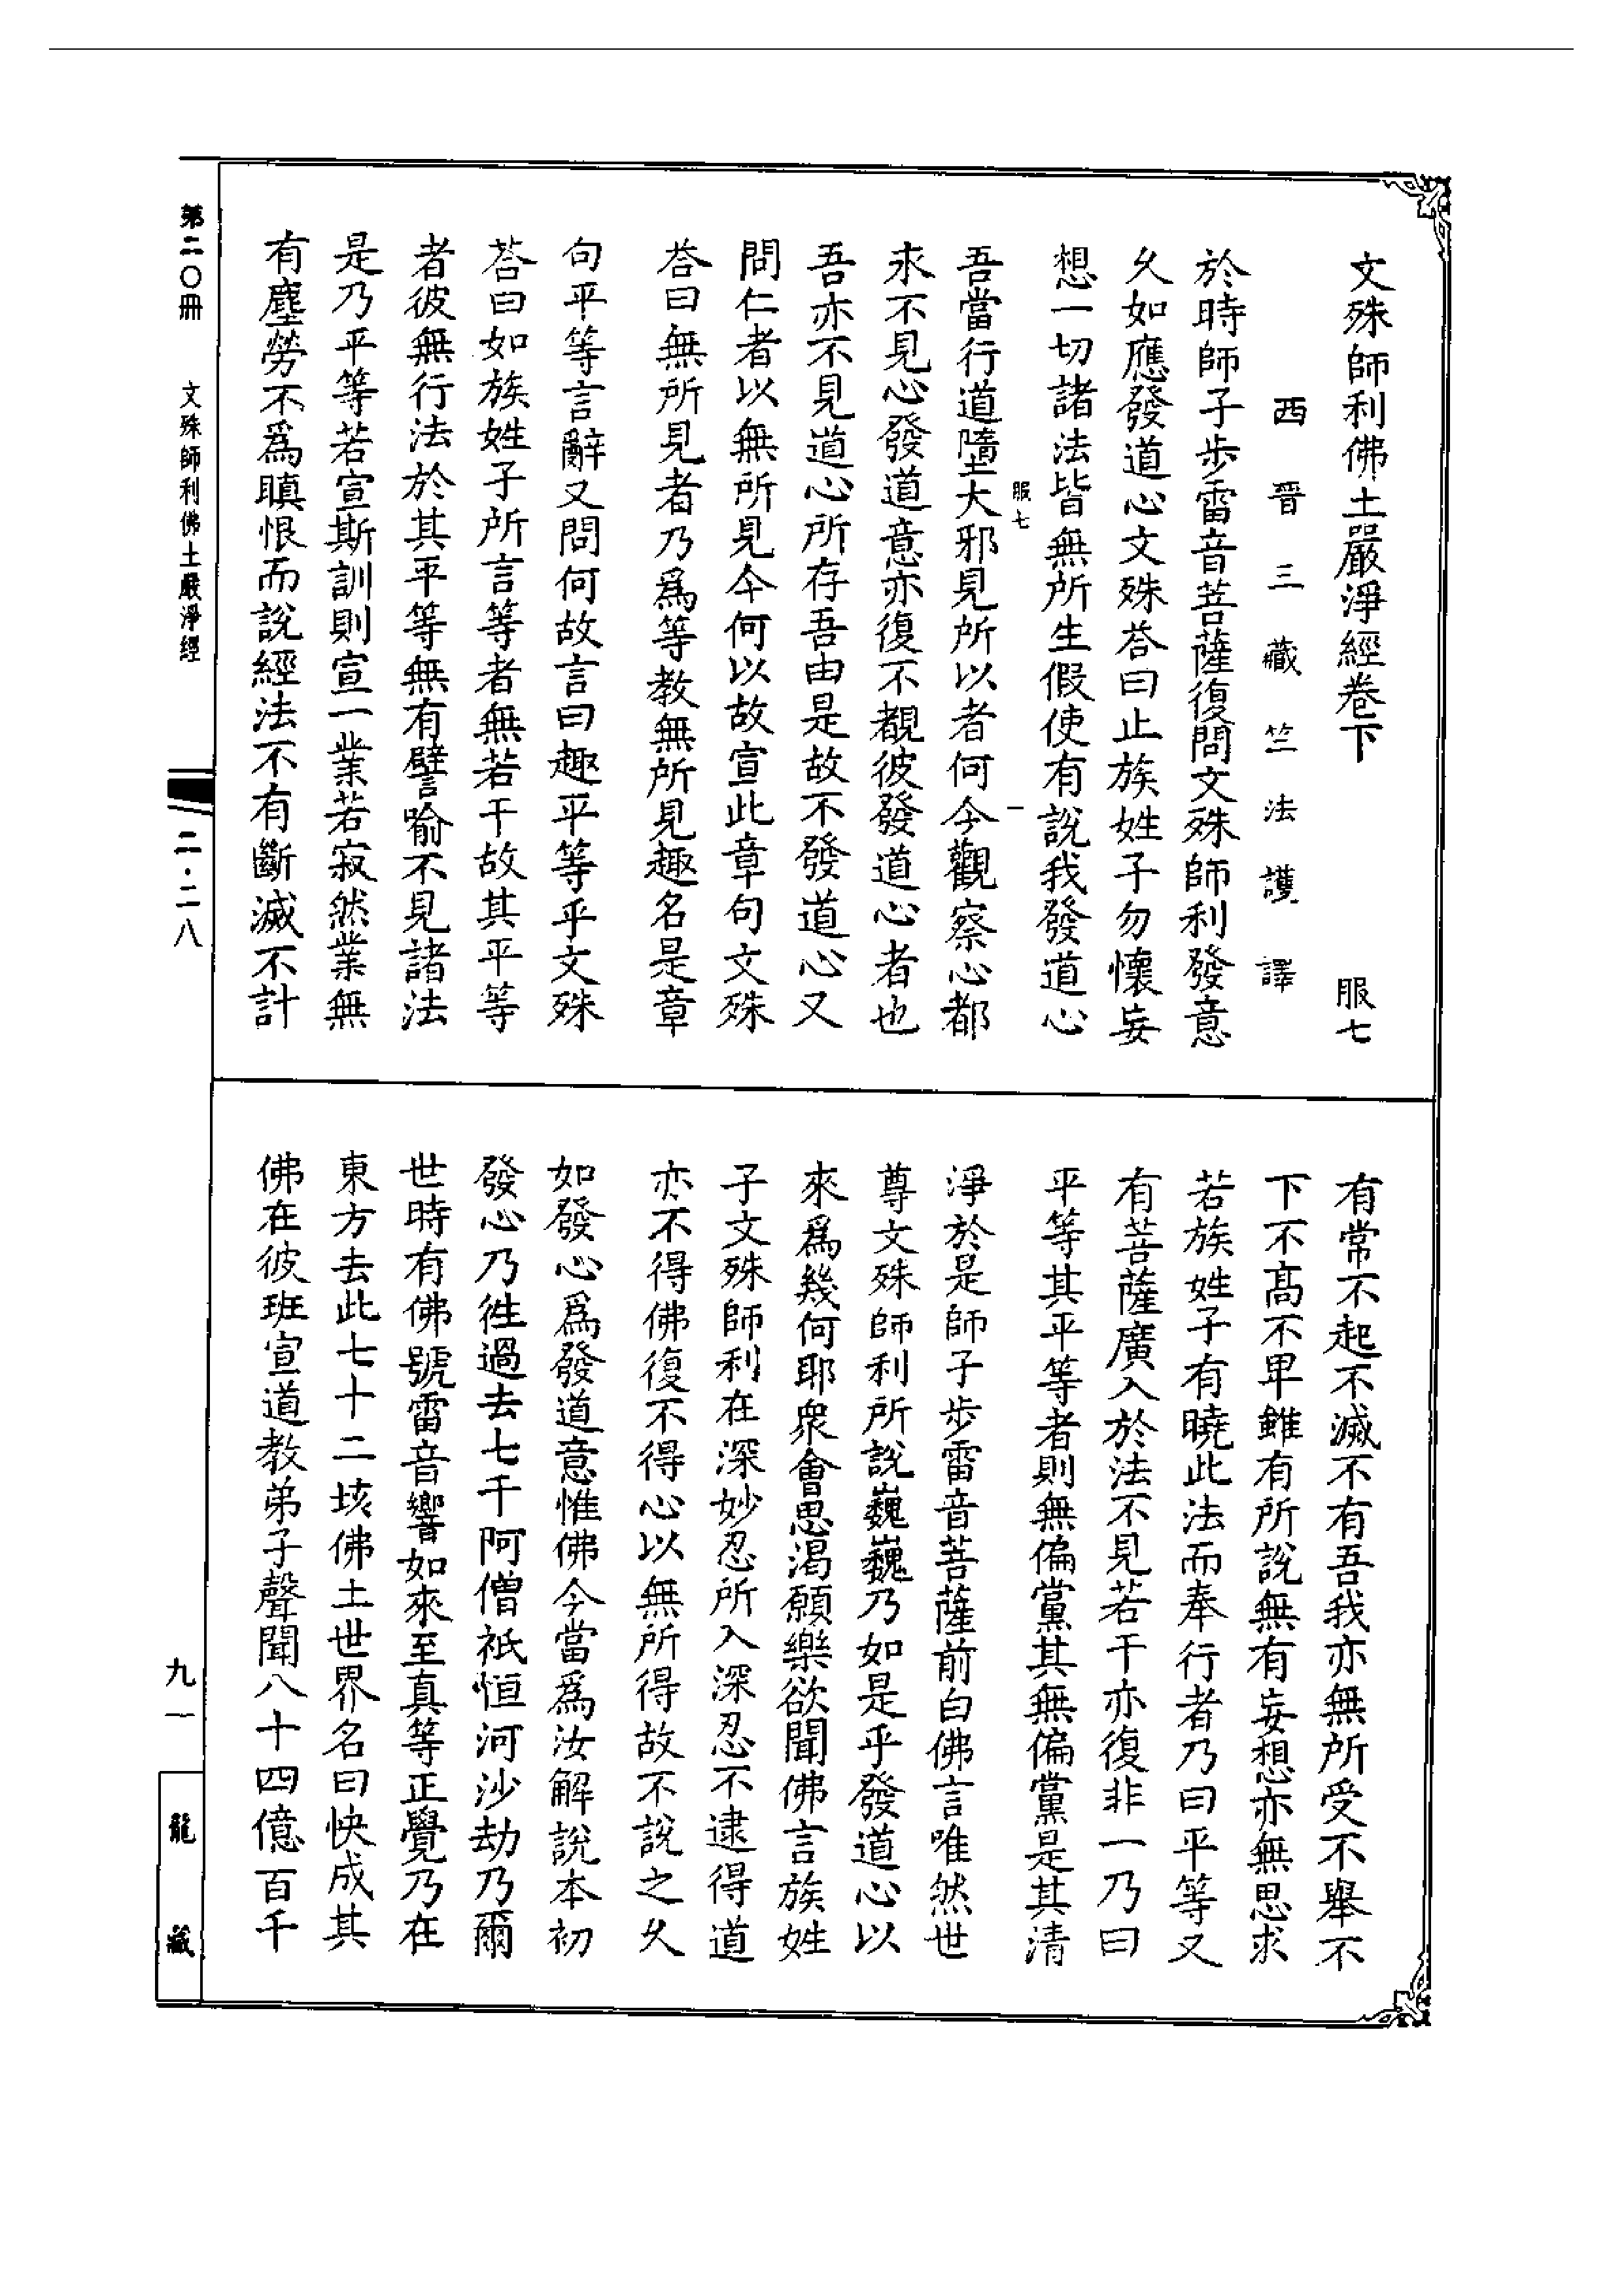 文殊師利佛土嚴淨經卷下　服七
西晉三藏竺法護譯
於時師子步雷音菩薩復問文殊師利發意
久如應發道心文殊荅曰止族姓子勿懷妄
想一切諸法皆無所生假使有說我發道心
服七　一
吾當行道墮大邪見所以者何今觀察心都
永不見心發道意亦復不覩彼發道心者也
吾亦不見道心所存吾由是故不發道心又
問仁者以無所見今何以故宣此章句文殊
荅曰無所見者乃爲等教無所見趣名是章
句平等言辭又問何故言曰趣平等乎文殊
荅曰如族姓子所言等者無若干故其平等
者彼無行法於其平等無有譬喻不見諸法
是乃平等若宣斯訓則宣一業若寂然業無
有塵勞不爲瞋恨而說經法不有斷滅不計
有常不起不滅不有吾我亦無所受不舉不
下不高不卑雖有所說無有妄想亦無思求
若族姓子有曉此法而奉行者乃曰平等又
有菩薩廣入於法不見若干亦復非一乃曰
平等其平等者則無偏黨其無偏黨是其清
淨於是師子步雷音菩薩前白佛言唯然世
尊文殊師利所說巍巍乃如是乎發道心以
來爲幾何耶衆會思渴願樂欲聞佛言族姓
子文殊師利在深妙忍所入深忍不逮得道
亦不得佛復不得心以無所得故不說之久
如發心爲發道意惟佛今當爲汝解說本初
發心乃徃過去七千阿僧祇恒河沙劫乃爾
世時有佛號雷音響如來至真等正覺乃在
東方去此七十二垓佛土世界名曰快成其
佛在彼班宣道教弟子聲聞八十四億百千
第二〇冊　文殊師利佛土嚴淨經　二·二八　九一　龍藏